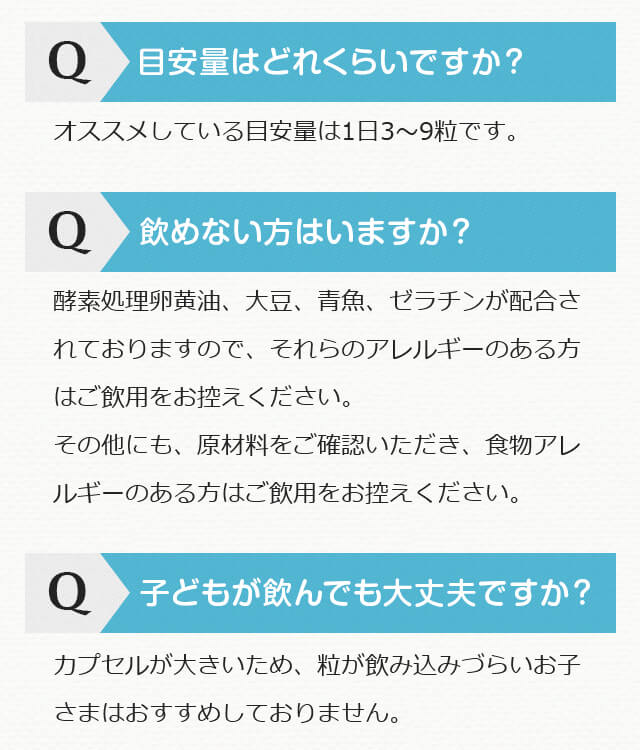 Q 目安量はどれくらいですか？
オススメしている目安量は1日3〜9粒です。
Q 飲めない方はいますか？
酵素処理卵黄油、大豆、青魚、ゼラチンが配合さ
れておりますので、それらのアレルギーのある方
はご飲用をお控えください。
その他にも、原材料をご確認いただき、食物アレ
ルギーのある方はご飲用をお控えください。
Q 子どもが飲んでも大丈夫ですか？
カプセルが大きいため、粒が飲み込みづらいお子
さまはおすすめしておりません。